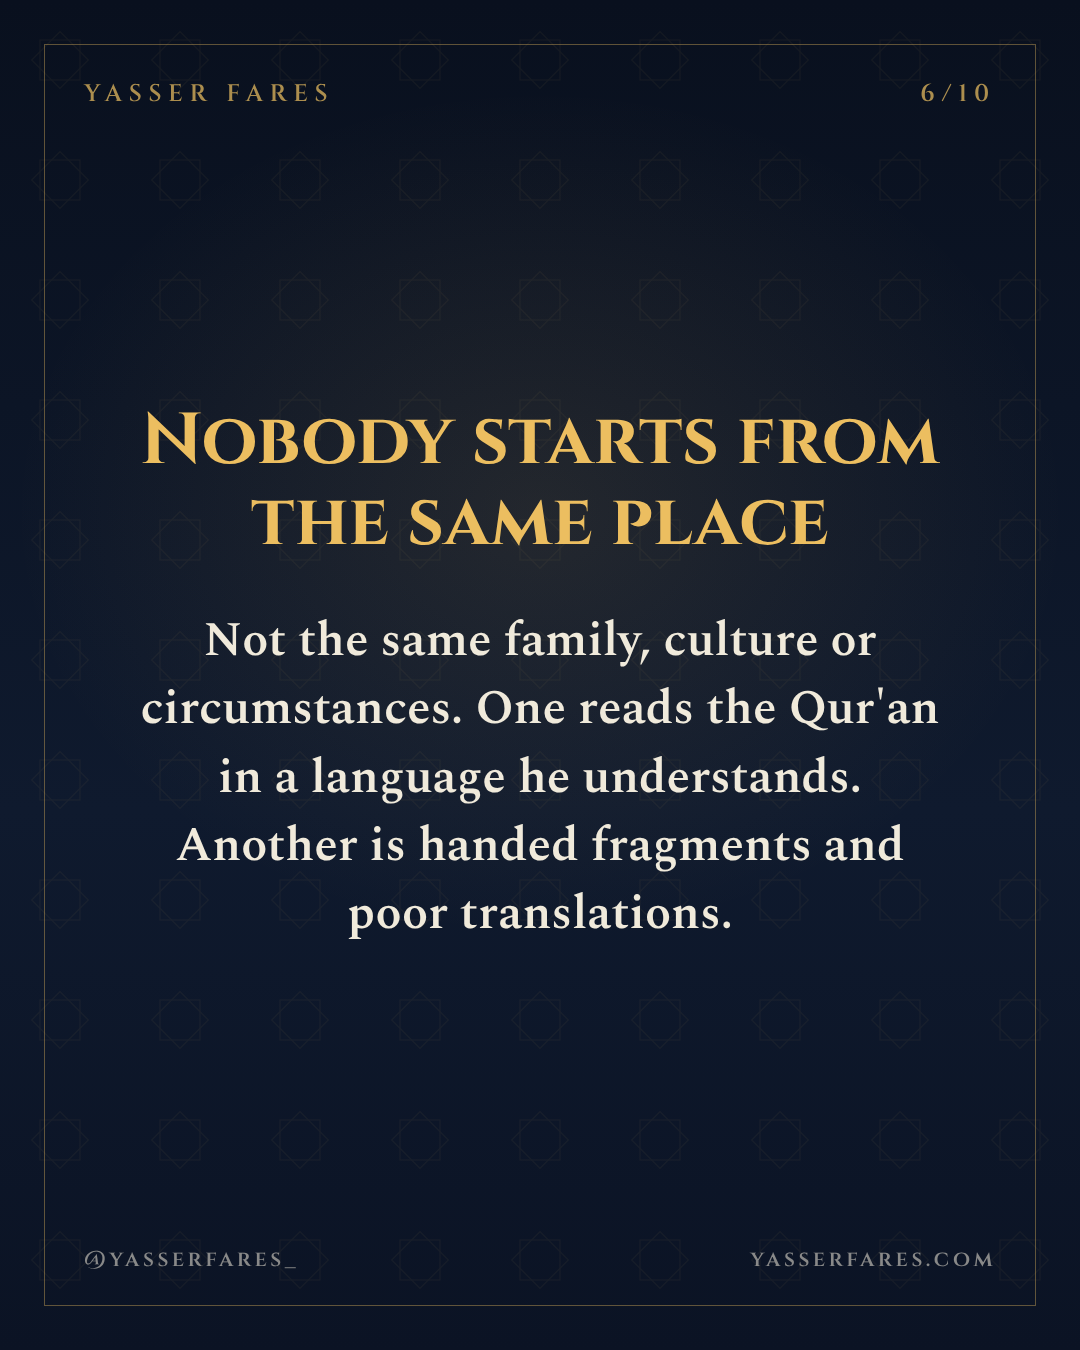 YASSER FARES
6/10
Nobody starts from
the same place
Not the same family, culture or
circumstances. One reads the Qur'an
in a language he understands.
Another is handed fragments and
poor translations.
@YASSERFARES_
YASSERFARES.COM